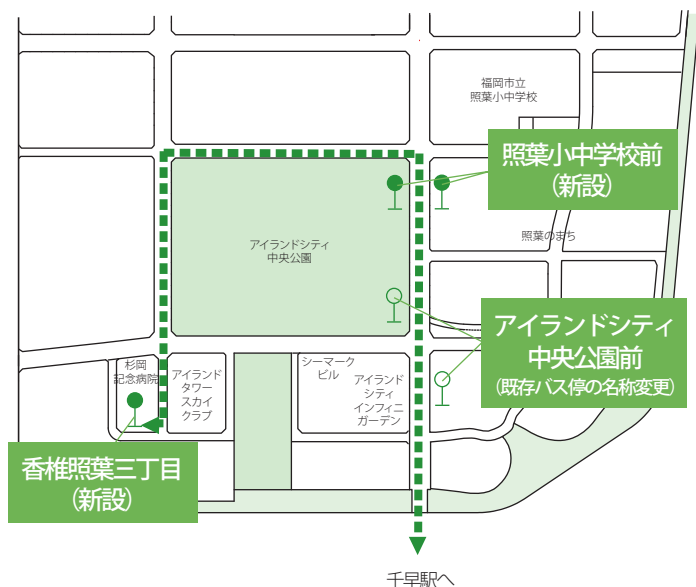 福岡市立
照葉小中学校
照葉小中学校前
(新設)
照葉のまち
アイランドシティ
中央公園
アイランドシティ
中央公園前
(既存バス停の名称変更)
杉岡
記念病院
アイランド
タワー
スカイ
クラブ
シーマーク
ビル
アイランド
シティ
インフィニ
ガーデン
香椎照葉三丁目
(新設)
千早駅へ